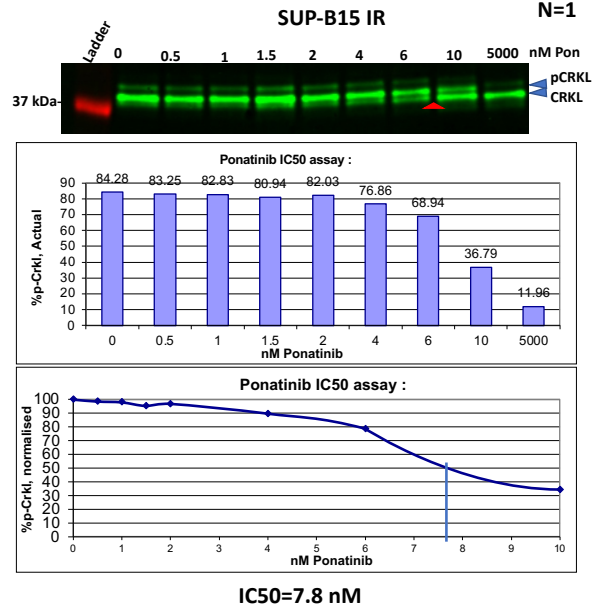 SUP-B15 IR
N=1
Ladder
0 0.5 1 1.5 2 4 6 10 5000 nM Pon
pCRKL
CRKL
37 kDa-
Ponatinib IC50 assay :
84.28 83.25 82.83 80.94 82.03 76.86 68.94 36.79 11.96
90
80
70
60
50
40
30
20
10
0
%p-Crkl, Actual
0 0.5 1 1.5 2 4 6 10 5000
nM Ponatinib
Ponatinib IC50 assay :
100
90
80
70
60
50
40
30
20
10
0
%p-Crkl, normalised
0 1 2 3 4 5 6 7 8 9 10
nM Ponatinib
IC50=7.8 nM